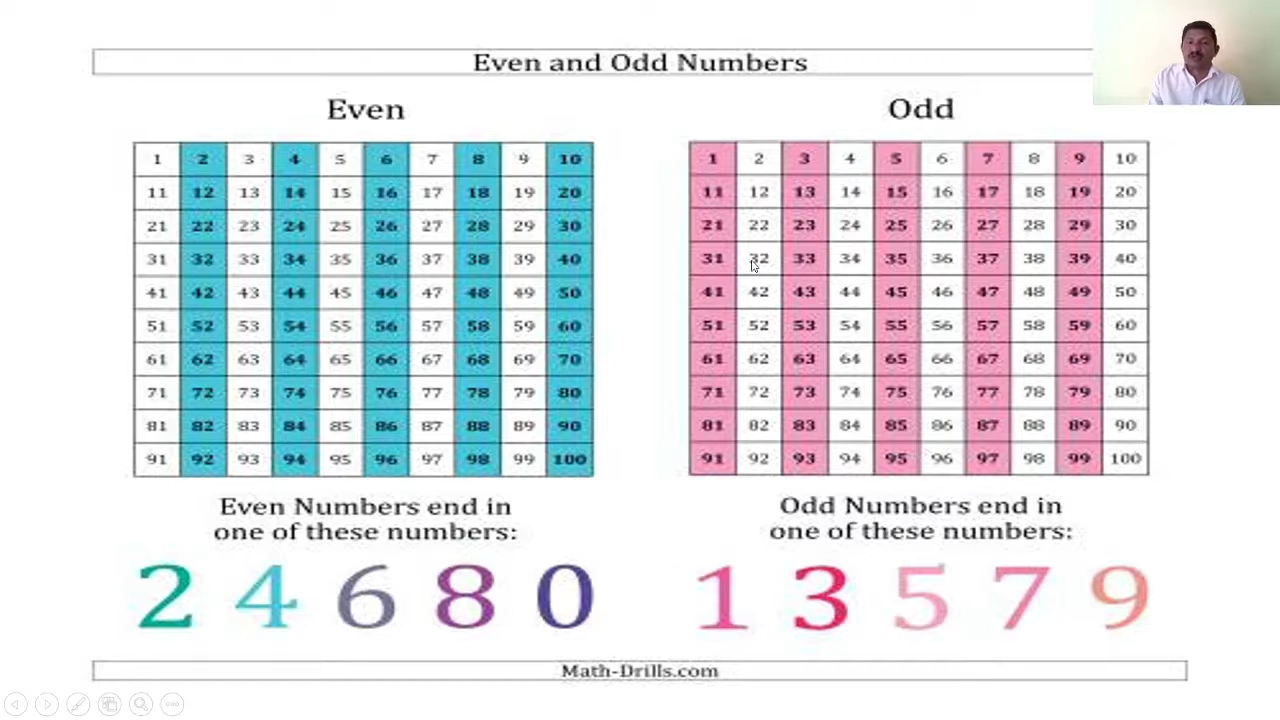 Even and Odd Numbers
Even
1 2 3 4 5 6 7 8 9 10
11 12 13 14 15 16 17 18 19 20
21 22 23 24 25 26 27 28 29 30
31 32 33 34 35 36 37 38 39 40
41 42 43 44 45 46 47 48 49 50
51 52 53 54 55 56 57 58 59 60
61 62 63 64 65 66 67 68 69 70
71 72 73 74 75 76 77 78 79 80
81 82 83 84 85 86 87 88 89 90
91 92 93 94 95 96 97 98 99 100
Even Numbers end in
one of these numbers:
2 4 6 8 0
Odd
1 2 3 4 5 6 7 8 9 10
11 12 13 14 15 16 17 18 19 20
21 22 23 24 25 26 27 28 29 30
31 32 33 34 35 36 37 38 39 40
41 42 43 44 45 46 47 48 49 50
51 52 53 54 55 56 57 58 59 60
61 62 63 64 65 66 67 68 69 70
71 72 73 74 75 76 77 78 79 80
81 82 83 84 85 86 87 88 89 90
91 92 93 94 95 96 97 98 99 100
Odd Numbers end in
one of these numbers:
1 3 5 7 9
Math-Drills.com